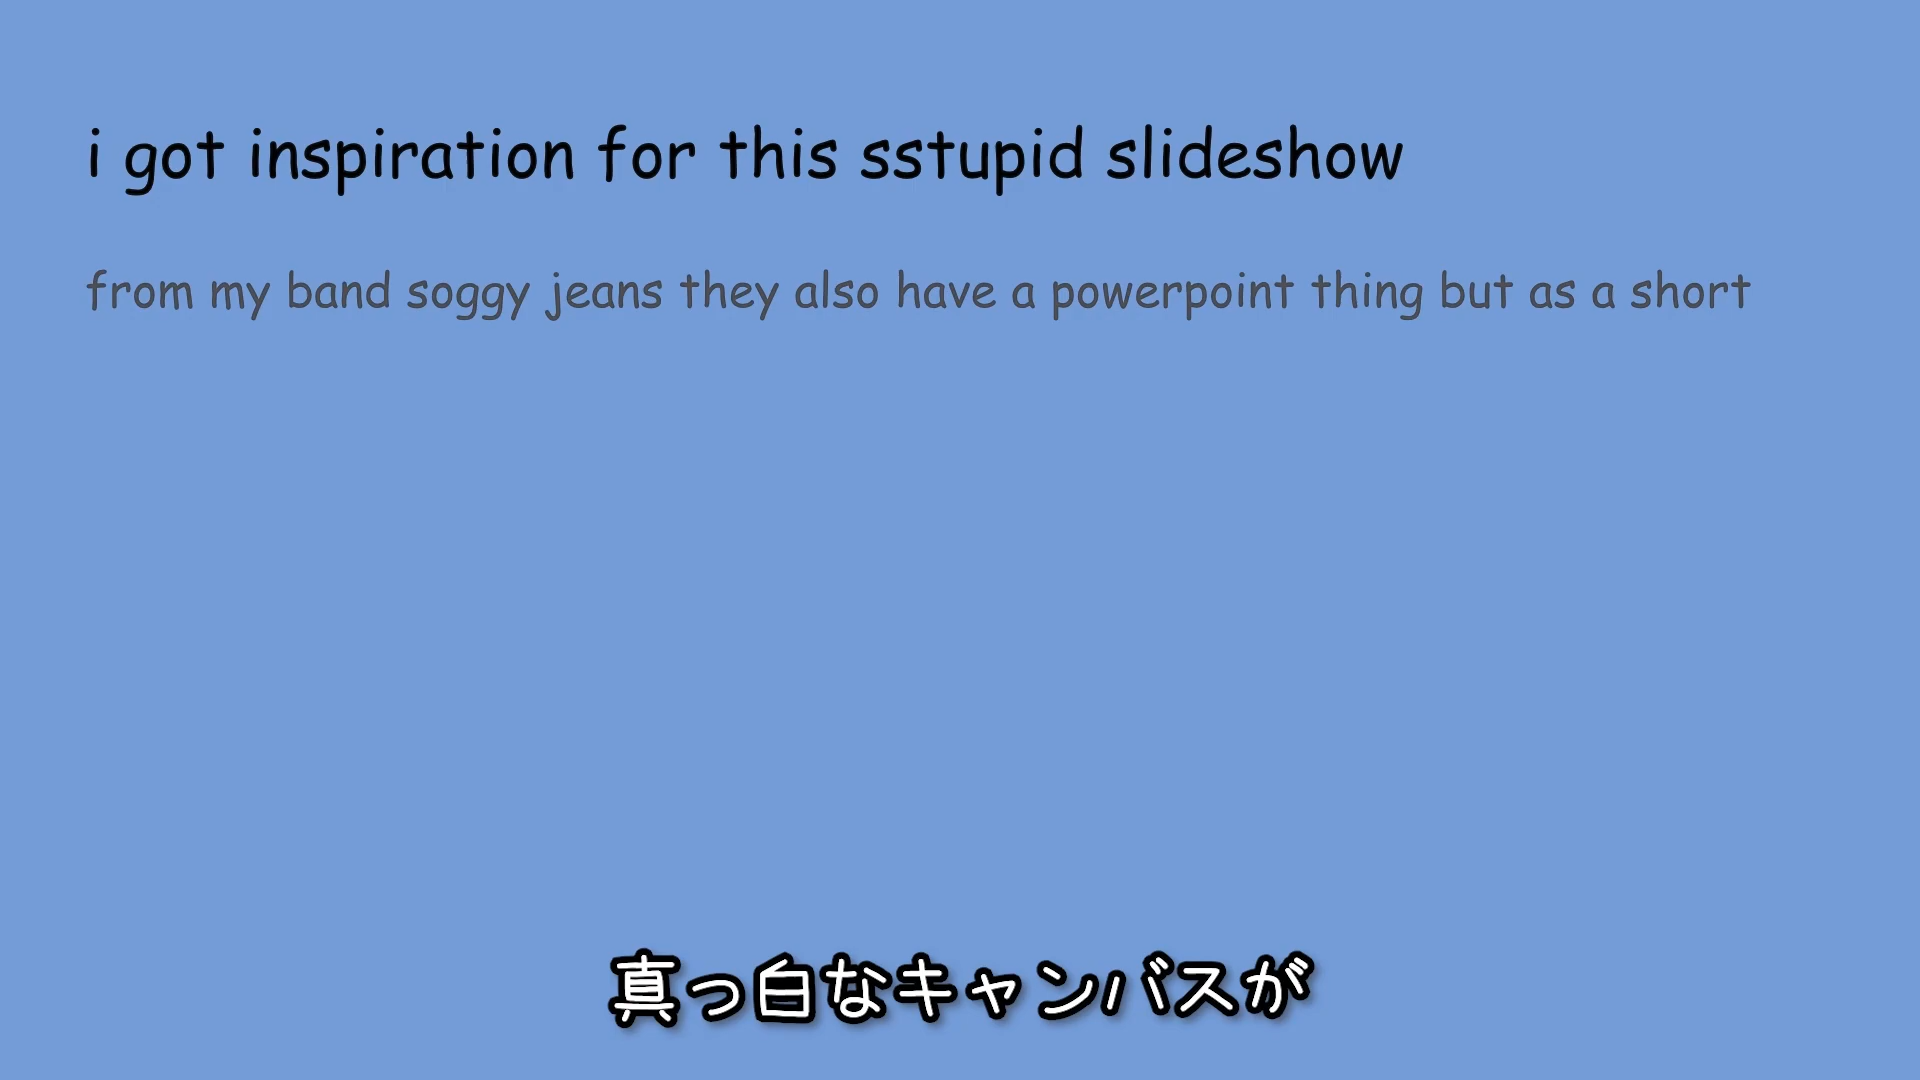 i got inspiration for this sstupid slideshow
from my band soggy jeans they also have a powerpoint thing but as a short
真っ白なキャンバスが